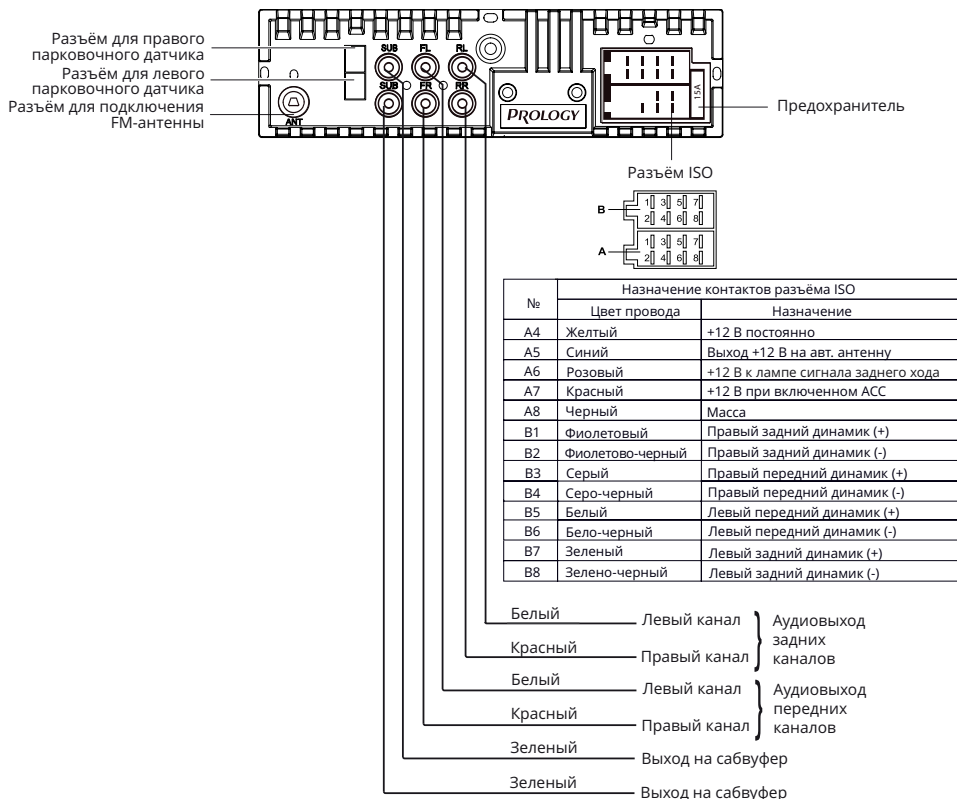 Разъём для правого
парковочного датчика
Разъём для левого
парковочного датчика
Разъём для подключения
FM-антенны
SUB FL RL
SUB FR RR
ANT
PROLOGY
15A
Предохранитель
Разъём ISO
B
1 3 5 7
2 4 6 8
A
1 3 5 7
2 4 6 8
№ Назначение контактов разъёма ISO
Цвет провода Назначение
A4 Желтый +12 В постоянно
A5 Синий Выход +12 В на авт. антенну
A6 Розовый +12 В к лампе сигнала заднего хода
A7 Красный +12 В при включенном ACC
A8 Черный Масса
B1 Фиолетовый Правый задний динамик (+)
B2 Фиолетово-черный Правый задний динамик (-)
B3 Серый Правый передний динамик (+)
B4 Серо-черный Правый передний динамик (-)
B5 Белый Левый передний динамик (+)
B6 Бело-черный Левый передний динамик (-)
B7 Зеленый Левый задний динамик (+)
B8 Зелено-черный Левый задний динамик (-)
Белый Левый канал
Красный Правый канал
Аудиовыход
задних
каналов
Белый Левый канал
Красный Правый канал
Аудиовыход
передних
каналов
Зеленый Выход на сабвуфер
Зеленый Выход на сабвуфер